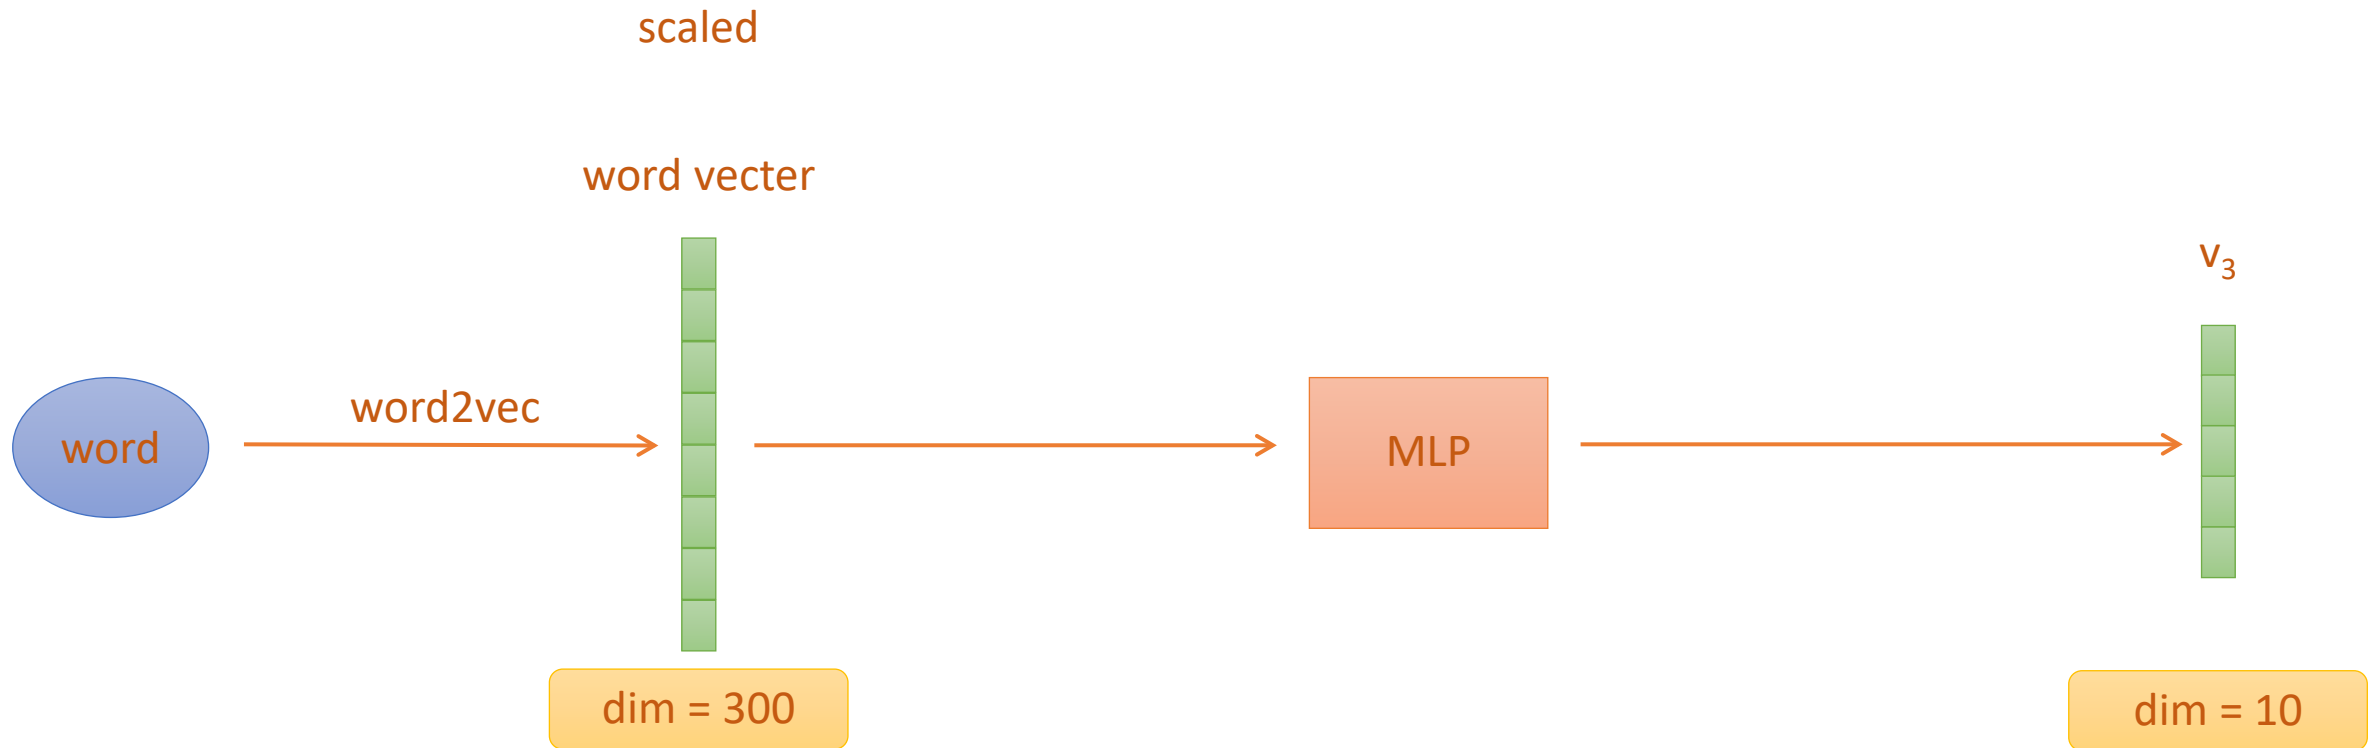 scaled
word vecter
v₃
word
word2vec
MLP
dim = 300
dim = 10